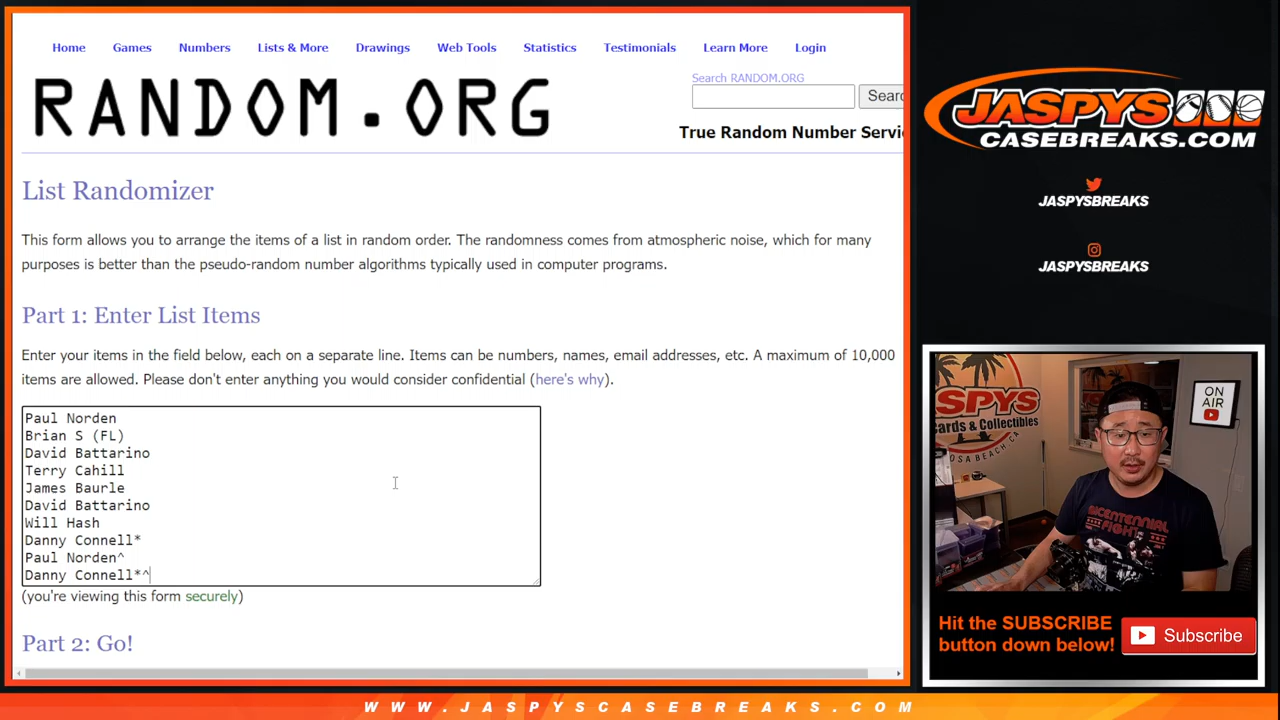 Home Games Numbers Lists & More Drawings Web Tools Statistics Testimonials Learn More Login
RANDOM.ORG
Search RANDOM.ORG
Searc
True Random Number Servi
List Randomizer
This form allows you to arrange the items of a list in random order. The randomness comes from atmospheric noise, which for many
purposes is better than the pseudo-random number algorithms typically used in computer programs.
Part 1: Enter List Items
Enter your items in the field below, each on a separate line. Items can be numbers, names, email addresses, etc. A maximum of 10,000
items are allowed. Please don't enter anything you would consider confidential (here's why).
Paul Norden
Brian S (FL)
David Battarino
Terry Cahill
James Baurle
David Battarino
Will Hash
Danny Connell*
Paul Norden^
Danny Connell*^
(you're viewing this form securely)
Part 2: Go!
JASPYS
CASEBREAKS.COM
JASPYSBREAKS
JASPYSBREAKS
JASPYS
Cards & Collectibles
ON
AIR
BICENTENNIAL
FIGHT
Hit the SUBSCRIBE
button down below!
Subscribe
WWW.JASPYSCASEBREAKS.COM